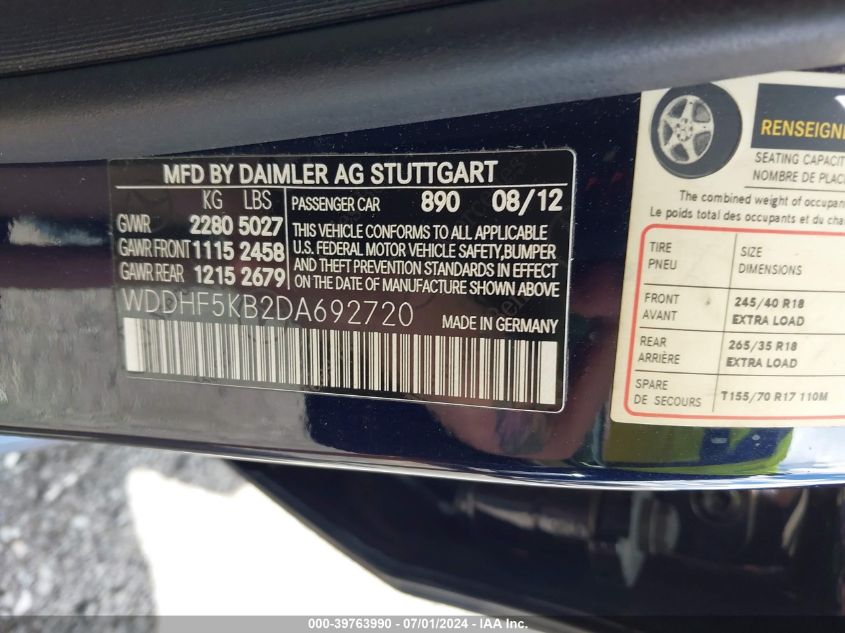 MFD BY DAIMLER AG STUTTGART
KG LBS
GVWR 2280 5027
GAWR FRONT 1115 2458
GAWR REAR 1215 2679
PASSENGER CAR 890 08/12
THIS VEHICLE CONFORMS TO ALL APPLICABLE
U.S. FEDERAL MOTOR VEHICLE SAFETY, BUMPER
AND THEFT PREVENTION STANDARDS IN EFFECT
ON THE DATE OF MANUFACTURE SHOWN ABOVE.
WDDHF5KB2DA692720
MADE IN GERMANY
RENSEIGNE
SEATING CAPACIT
NOMBRE DE PLAC
The combined weight of occupan
Le poids total des occupants et du cha
TIRE SIZE
PNEU DIMENSIONS
FRONT 245/40 R18
AVANT EXTRA LOAD
REAR 265/35 R18
ARRIÈRE EXTRA LOAD
SPARE T155/70 R17 110M
DE SECOURS
000-39763990 / 07/01/2024 - IAA Inc.